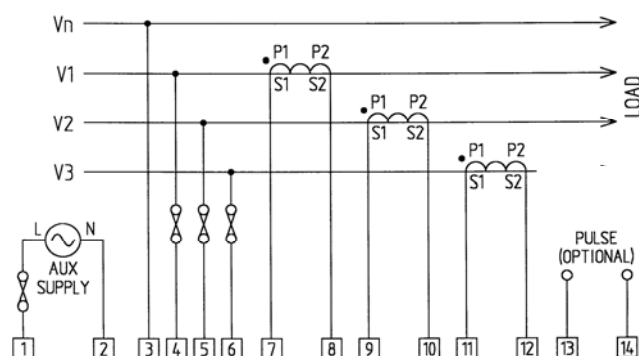 Vn
P1 P2
V1
S1 S2
P1 P2
V2
S1 S2
LOAD
P1 P2
V3
S1 S2
L N
AUX
SUPPLY
PULSE
(OPTIONAL)
1 2 3 4 5 6 7 8 9 10 11 12 13 14